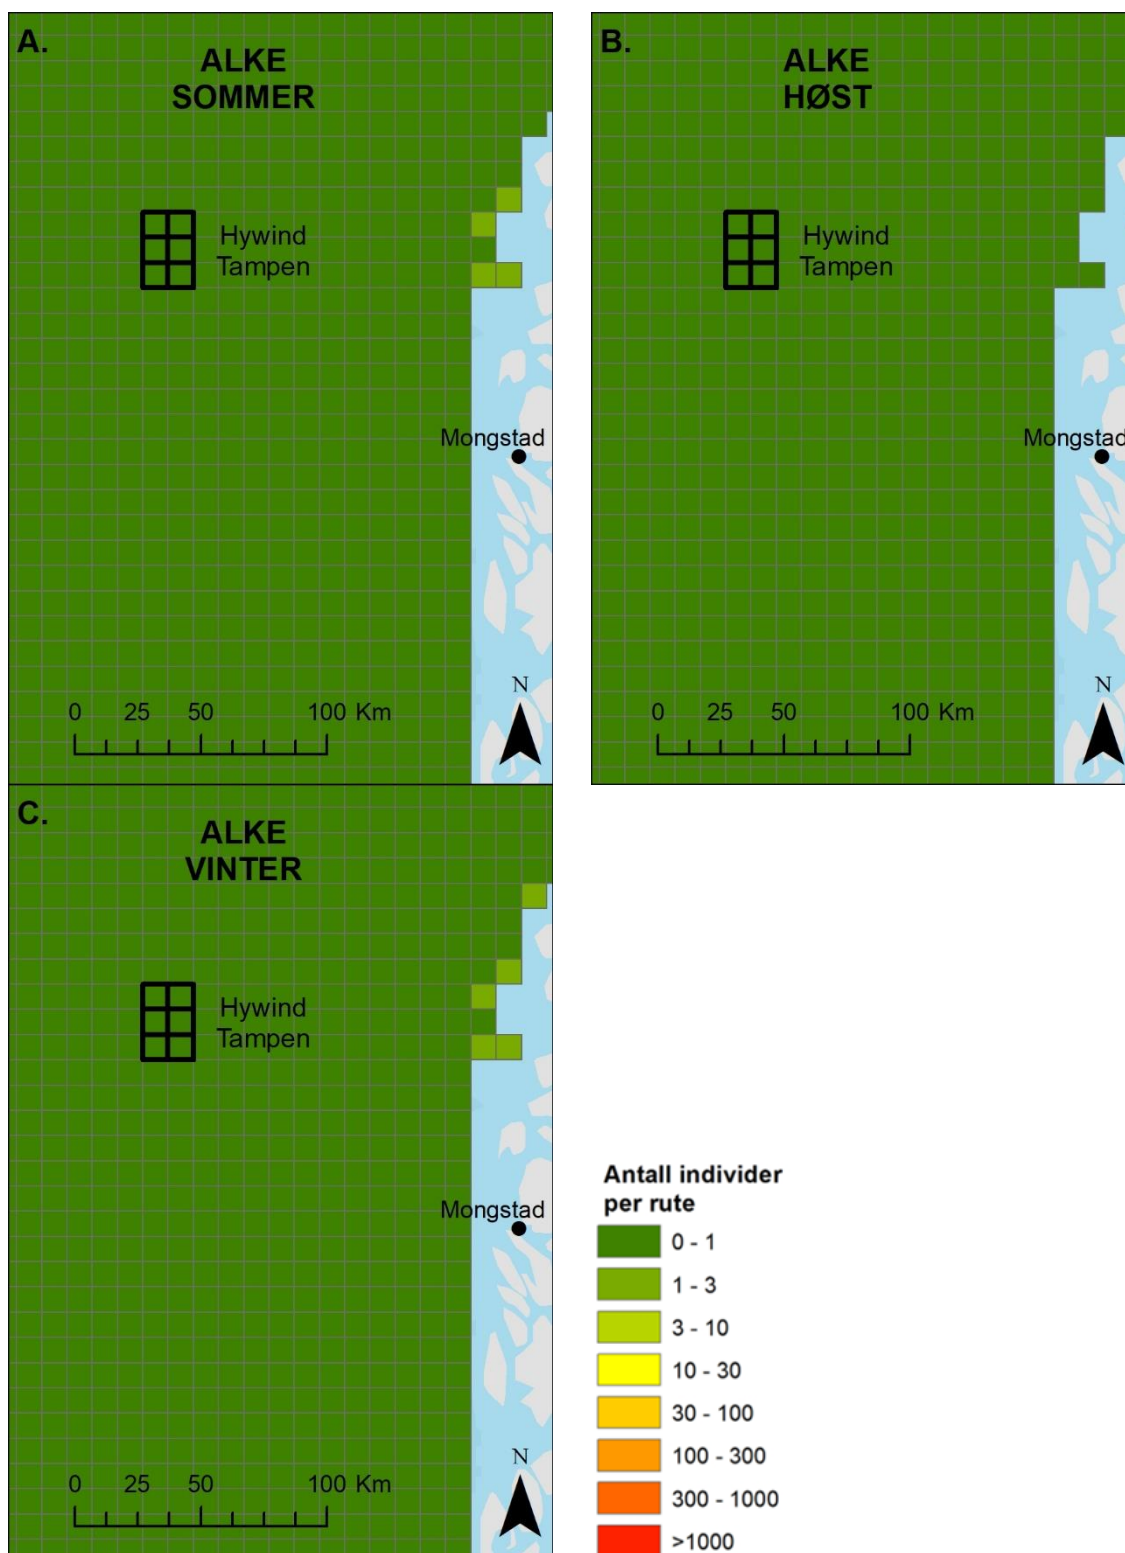 A.
ALKE
SOMMER
Hywind
Tampen
Mongstad
N
0 25 50 100 Km
B.
ALKE
HØST
Hywind
Tampen
Mongstad
N
0 25 50 100 Km
C.
ALKE
VINTER
Hywind
Tampen
Mongstad
N
0 25 50 100 Km
Antall individer
per rute
0 - 1
1 - 3
3 - 10
10 - 30
30 - 100
100 - 300
300 - 1000
>1000